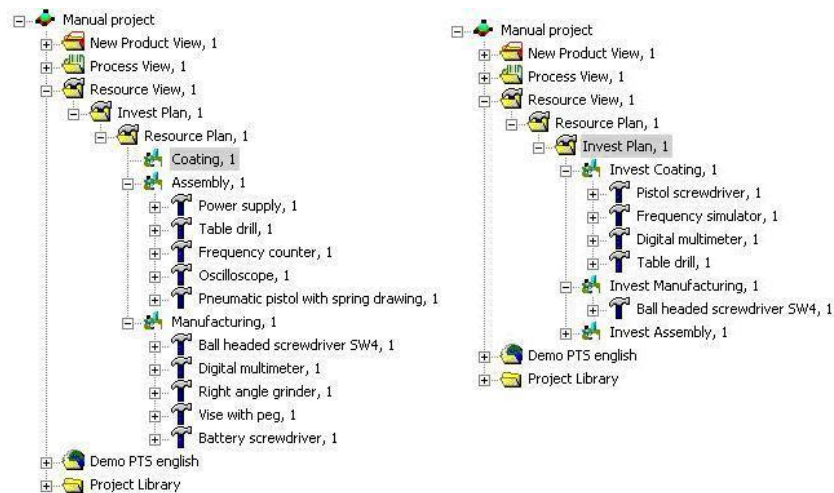 Manual project
New Product View, 1
Process View, 1
Resource View, 1
Invest Plan, 1
Resource Plan, 1
Coating, 1
Assembly, 1
Power supply, 1
Table drill, 1
Frequency counter, 1
Oscilloscope, 1
Pneumatic pistol with spring drawing, 1
Manufacturing, 1
Ball headed screwdriver SW4, 1
Digital multimeter, 1
Right angle grinder, 1
Vise with peg, 1
Battery screwdriver, 1
Demo PTS english
Project Library
Manual project
New Product View, 1
Process View, 1
Resource View, 1
Resource Plan, 1
Invest Plan, 1
Invest Coating, 1
Pistol screwdriver, 1
Frequency simulator, 1
Digital multimeter, 1
Table drill, 1
Invest Manufacturing, 1
Ball headed screwdriver SW4, 1
Invest Assembly, 1
Demo PTS english
Project Library